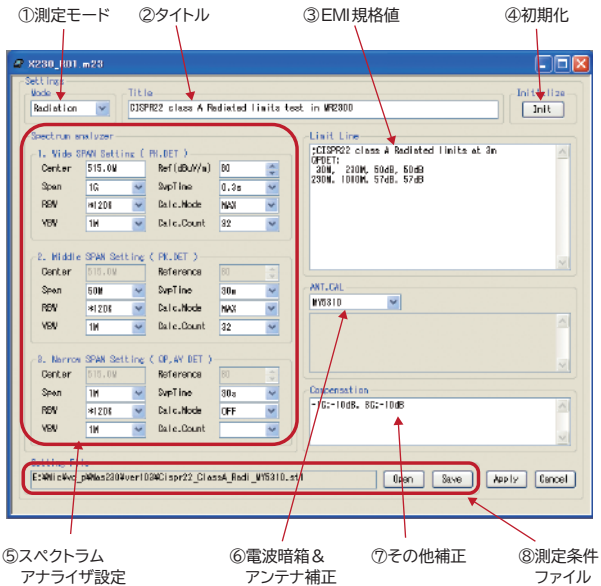 ①測定モード
②タイトル
③EMI規格値
④初期化
X230_B01.m23
Settings
Mode
Radiation
Title
CISPR22 class A Radiated limits test in MR2300
Initialize
Init
Spectrum analyzer
1. Wide SPAN Setting ( PK.DET )
Center 515.0M Ref(dBuV/m) 80
Span 1G SwpTime 0.3s
RBW *120k Calc.Mode MAX
VBW 1M Calc.Count 32
2. Middle SPAN Setting ( PK.DET )
Center 515.0M Reference 80
Span 50M SwpTime 30m
RBW *120k Calc.Mode MAX
VBW 1M Calc.Count 32
3. Narrow SPAN Setting ( QP,AV DET )
Center 515.0M Reference 80
Span 1M SwpTime 30s
RBW *120k Calc.Mode OFF
VBW 1M Calc.Count
Limit Line
;CISPR22 class A Radiated Limits at 3m
QPDET:
30M, 230M, 50dB, 50dB
230M, 1000M, 57dB, 57dB
ANT.CAL
MY5310
Compensation
-1G:-10dB, 3G:-10dB
Setting File
Open
Save
Apply
Cancel
⑤スペクトラム
アナライザ設定
⑥電波暗箱&
アンテナ補正
⑦その他補正
⑧測定条件
ファイル